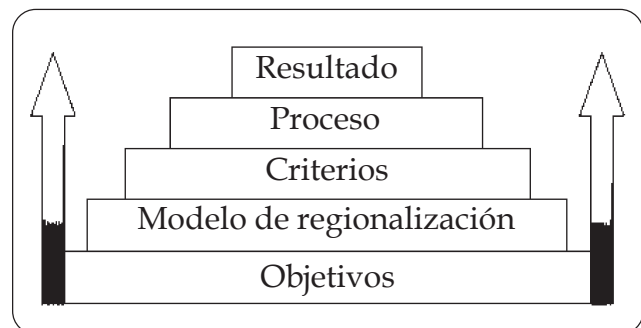 Resultado
Proceso
Criterios
Modelo de regionalización
Objetivos